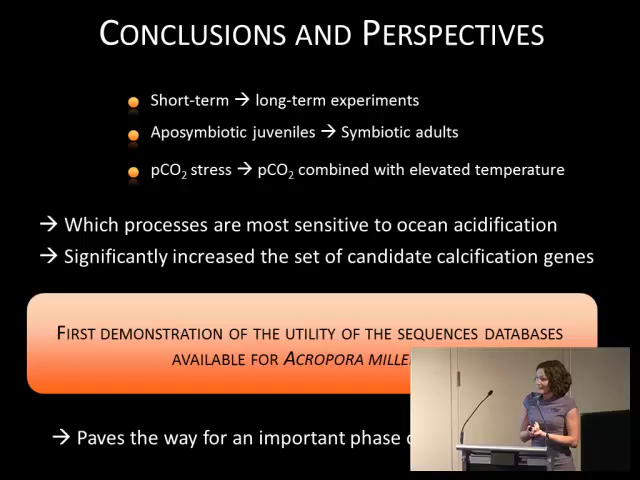 CONCLUSIONS AND PERSPECTIVES
Short-term → long-term experiments
Aposymbiotic juveniles → Symbiotic adults
pCO₂ stress → pCO₂ combined with elevated temperature
→ Which processes are most sensitive to ocean acidification
→ Significantly increased the set of candidate calcification genes
FIRST DEMONSTRATION OF THE UTILITY OF THE SEQUENCES DATABASES
AVAILABLE FOR ACROPORA
→ Paves the way for an important phase